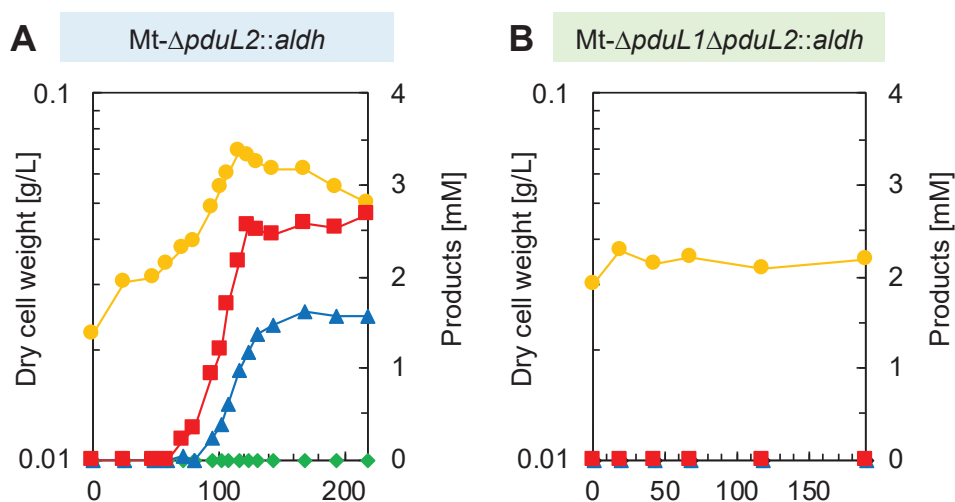 A
Mt-ΔpduL2::aldh
Dry cell weight [g/L]
0.1
0.01
4
3
2
1
0
Products [mM]
0
100
200
B
Mt-ΔpduL1ΔpduL2::aldh
Dry cell weight [g/L]
0.1
0.01
4
3
2
1
0
Products [mM]
0
50
100
150